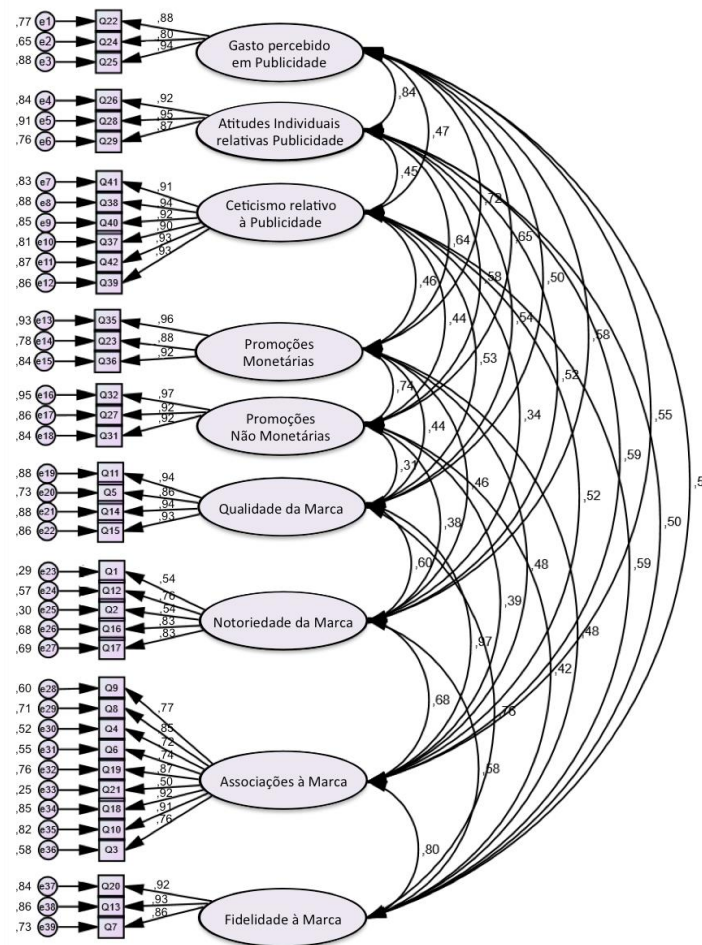 ,77 e1 Q22 ,88
,65 e2 Q24 ,80
,88 e3 Q25 ,94
Gasto percebido
em Publicidade
,84 e4 Q26 ,92
,91 e5 Q28 ,95
,76 e6 Q29 ,87
Atitudes Individuais
relativas Publicidade
,83 e7 Q41 ,91
,88 e8 Q38 ,94
,85 e9 Q40 ,92
,81 e10 Q37 ,90
,87 e11 Q42 ,93
,86 e12 Q39 ,93
Ceticismo relativo
à Publicidade
,93 e13 Q35 ,96
,78 e14 Q23 ,88
,84 e15 Q36 ,92
Promoções
Monetárias
,95 e16 Q32 ,97
,86 e17 Q27 ,92
,84 e18 Q31 ,92
Promoções
Não Monetárias
,88 e19 Q11 ,94
,73 e20 Q5 ,86
,88 e21 Q14 ,94
,86 e22 Q15 ,93
Qualidade da Marca
,29 e23 Q1 ,54
,57 e24 Q12 ,76
,30 e25 Q2 ,54
,68 e26 Q16 ,83
,69 e27 Q17 ,83
Notoriedade da Marca
,60 e28 Q9 ,77
,71 e29 Q8 ,85
,52 e30 Q4 ,72
,55 e31 Q6 ,74
,76 e32 Q19 ,87
,25 e33 Q21 ,50
,85 e34 Q18 ,92
,82 e35 Q10 ,91
,58 e36 Q3 ,76
Associações à Marca
,84 e37 Q20 ,92
,86 e38 Q13 ,93
,73 e39 Q7 ,86
Fidelidade à Marca
,84
,47
,45
,72
,64
,65
,50
,46
,58
,44
,54
,58
,53
,52
,74
,34
,55
,44
,31
,59
,46
,52
,50
,38
,60
,48
,59
,39
,48
,97
,42
,68
,76
,58
,80